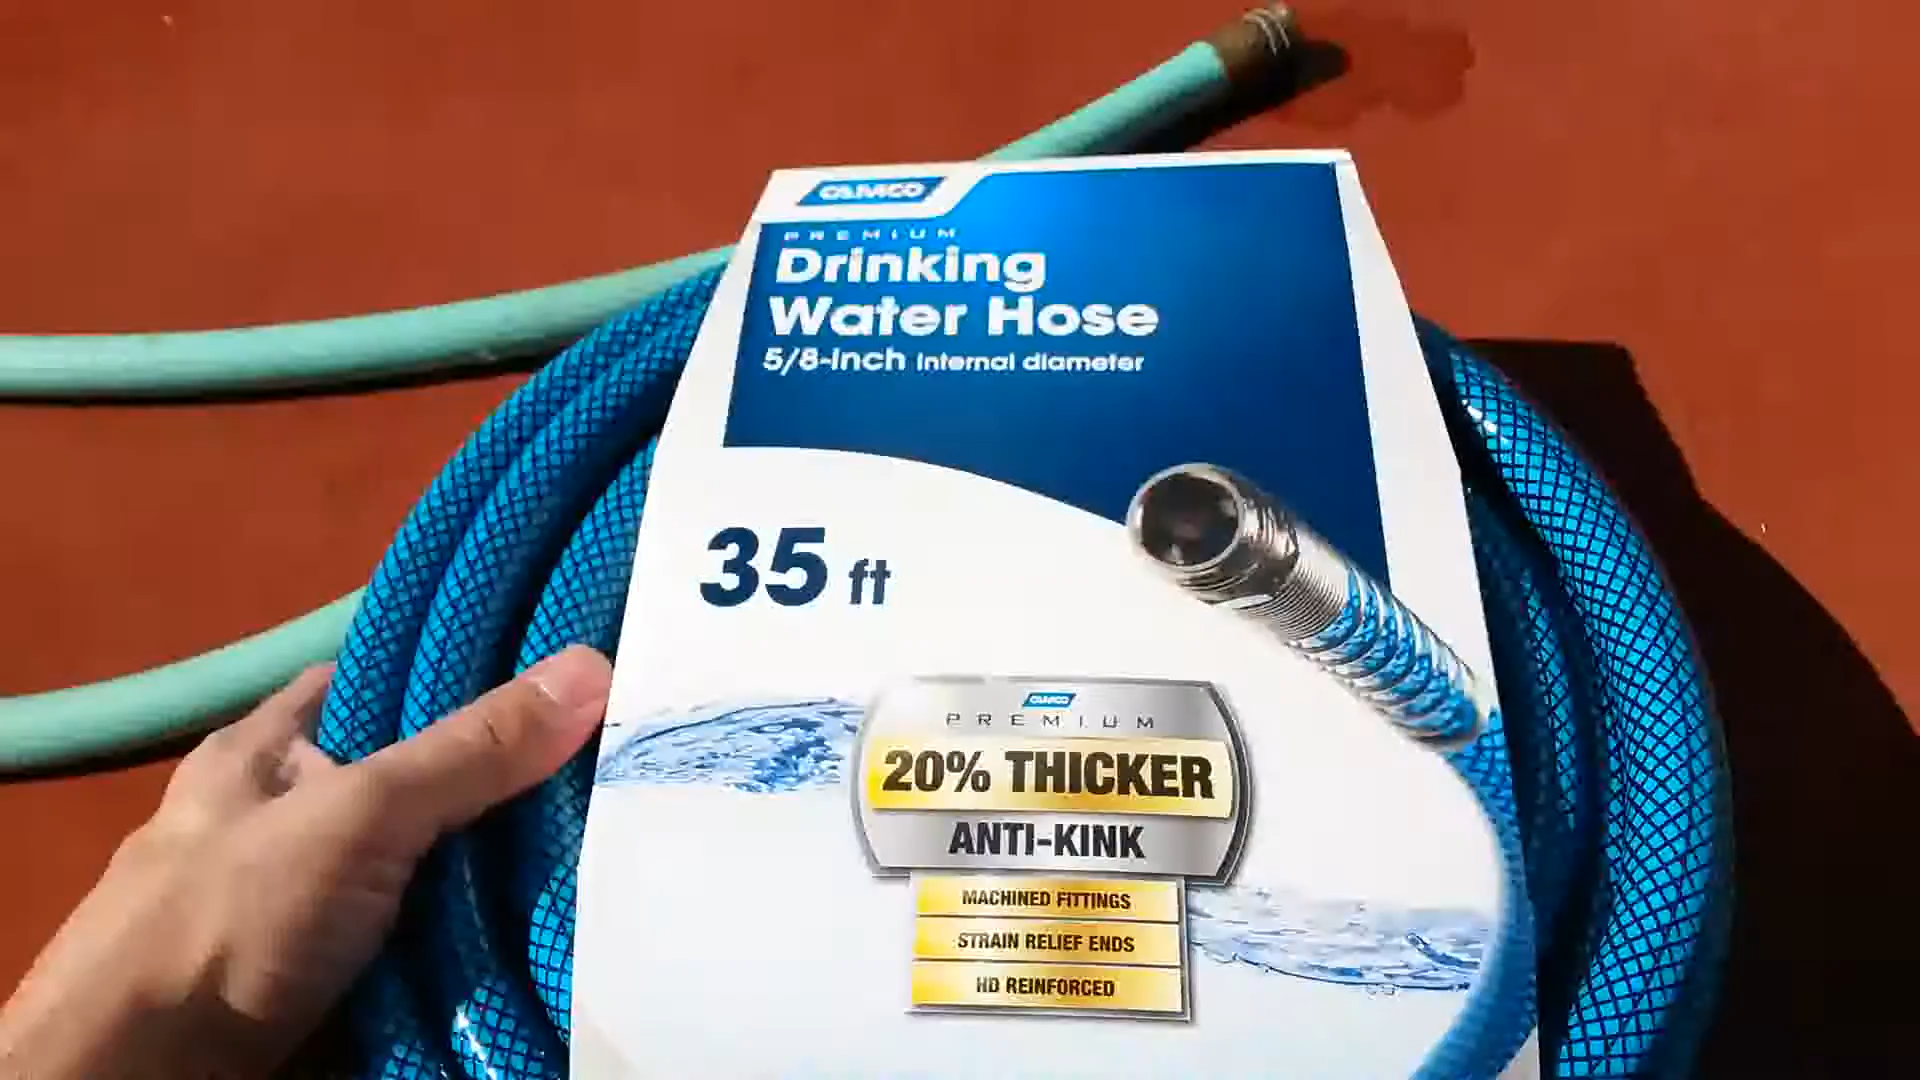 CAMCO
PREMIUM
Drinking
Water Hose
5/8-inch internal diameter
35 ft
CAMCO
PREMIUM
20% THICKER
ANTI-KINK
MACHINED FITTINGS
STRAIN RELIEF ENDS
HD REINFORCED